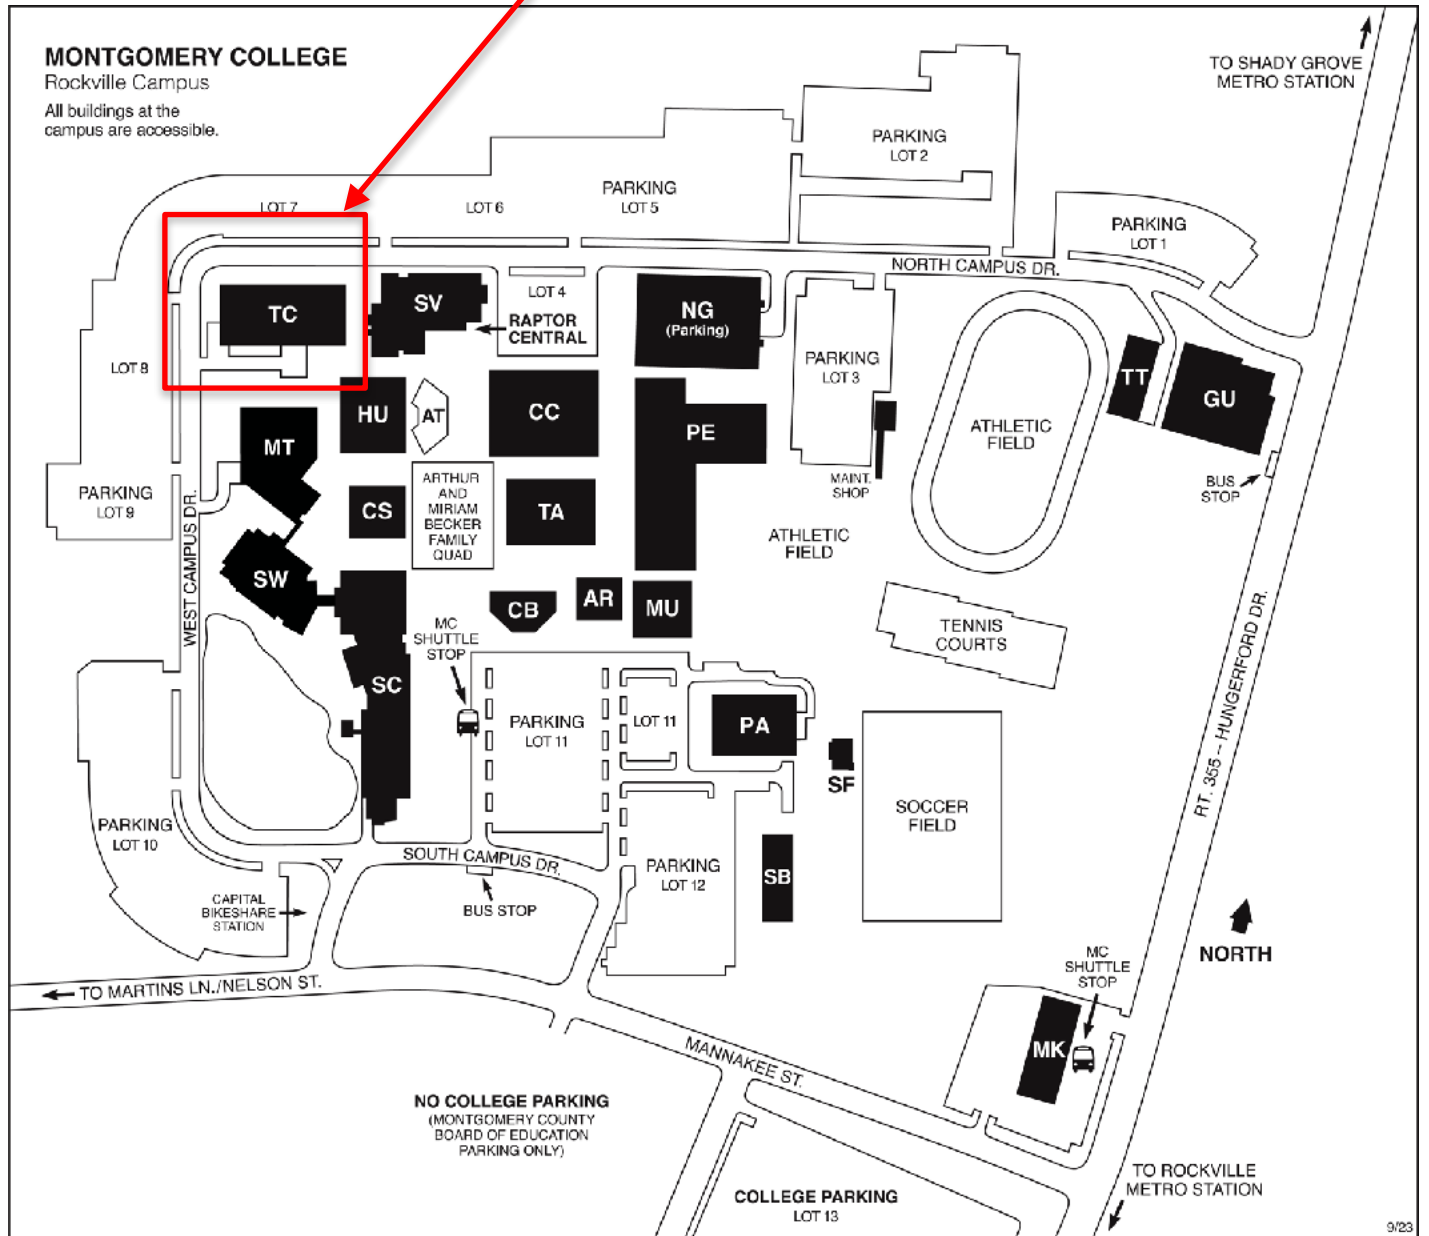 MONTGOMERY COLLEGE
Rockville Campus
All buildings at the
campus are accessible.
TO SHADY GROVE
METRO STATION
PARKING
LOT 2
PARKING
LOT 5
LOT 6
LOT 7
PARKING
LOT 1
NORTH CAMPUS DR.
TC
SV
LOT 4
RAPTOR
CENTRAL
NG
(Parking)
PARKING
LOT 3
TT
GU
LOT 8
HU
AT
CC
PE
ATHLETIC
FIELD
MT
MAINT.
SHOP
BUS
STOP
PARKING
LOT 9
CS
ARTHUR
AND
MIRIAM
BECKER
FAMILY
QUAD
TA
ATHLETIC
FIELD
WEST CAMPUS DR.
SW
CB
AR
MU
MC
SHUTTLE
STOP
TENNIS
COURTS
RT. 355 -- HUNGERFORD DR.
SC
PARKING
LOT 11
LOT 11
PA
SF
SOCCER
FIELD
PARKING
LOT 10
SOUTH CAMPUS DR.
PARKING
LOT 12
SB
CAPITAL
BIKESHARE
STATION
BUS STOP
NORTH
MC
SHUTTLE
STOP
TO MARTINS LN./NELSON ST.
MANNAKEE ST.
MK
NO COLLEGE PARKING
(MONTGOMERY COUNTY
BOARD OF EDUCATION
PARKING ONLY)
COLLEGE PARKING
LOT 13
TO ROCKVILLE
METRO STATION
9/23